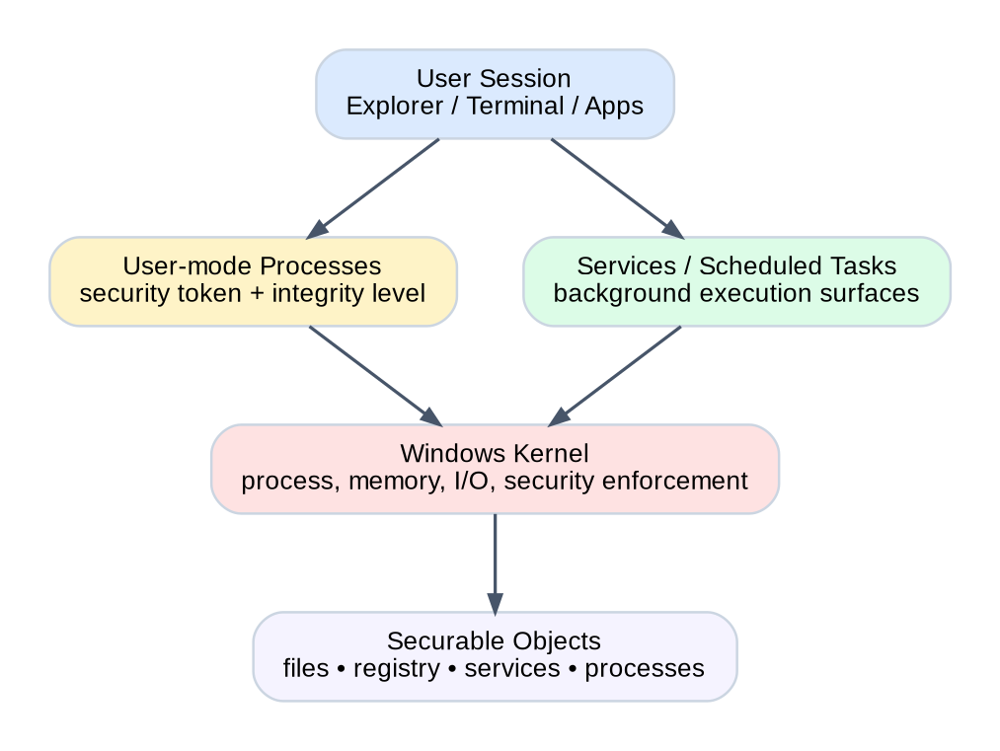 User Session
Explorer / Terminal / Apps
User-mode Processes
security token + integrity level
Services / Scheduled Tasks
background execution surfaces
Windows Kernel
process, memory, I/O, security enforcement
Securable Objects
files • registry • services • processes